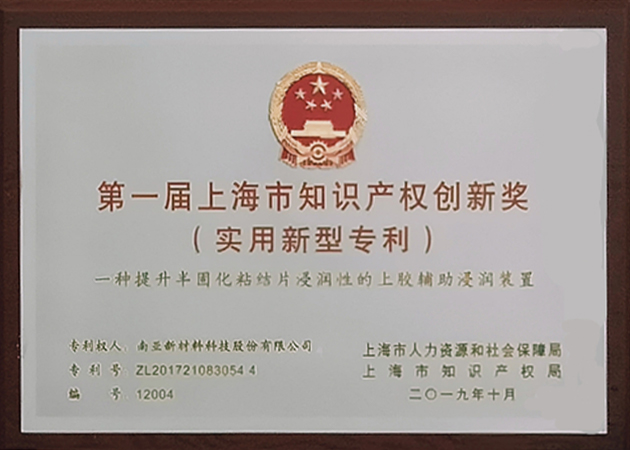 第一届上海市知识产权创新奖
（实用新型专利）
一种提升半固化粘结片浸润性的上胶辅助浸润装置
专利权人：南亚新材料科技股份有限公司
专利号 ZL201721083054 4
编号 12004
上海市人力资源和社会保障局
上海市知识产权局
二〇一九年十月